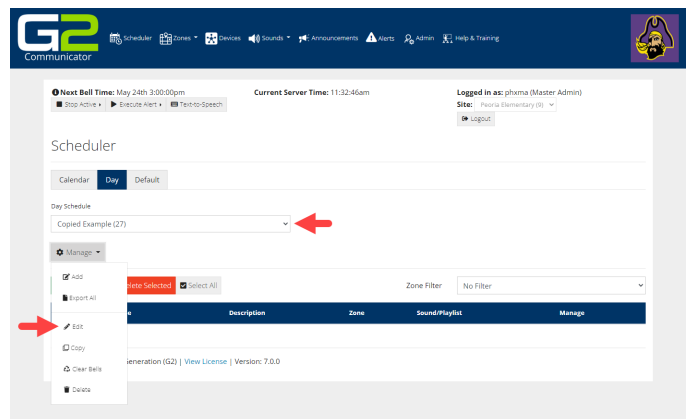 G2
Communicator
Scheduler Zones Devices Sounds Announcements Alerts Admin Help & Training
Next Bell Time: May 24th 3:00:00pm Current Server Time: 11:32:46am Logged in as: phxma (Master Admin)
Stop Active Execute Alert Text-to-Speech Site: Peoria Elementary (9)
Logout
Scheduler
Calendar Day Default
Day Schedule
Copied Example (27)
Manage
Add
elete Selected Select All Zone Filter No Filter
Export All
e Description Zone Sound/Playlist Manage
Edit
Copy
eneration (G2) | View License | Version: 7.0.0
Clear Bells
Delete